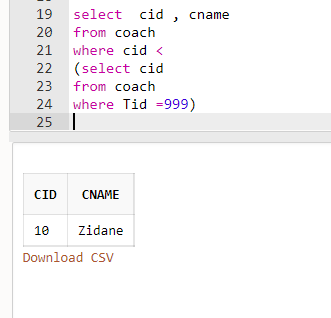 19 select  cid , cname
20 from coach
21 where cid <
22 (select cid
23 from coach
24 where Tid =999)
25
CID CNAME
10 Zidane
Download CSV